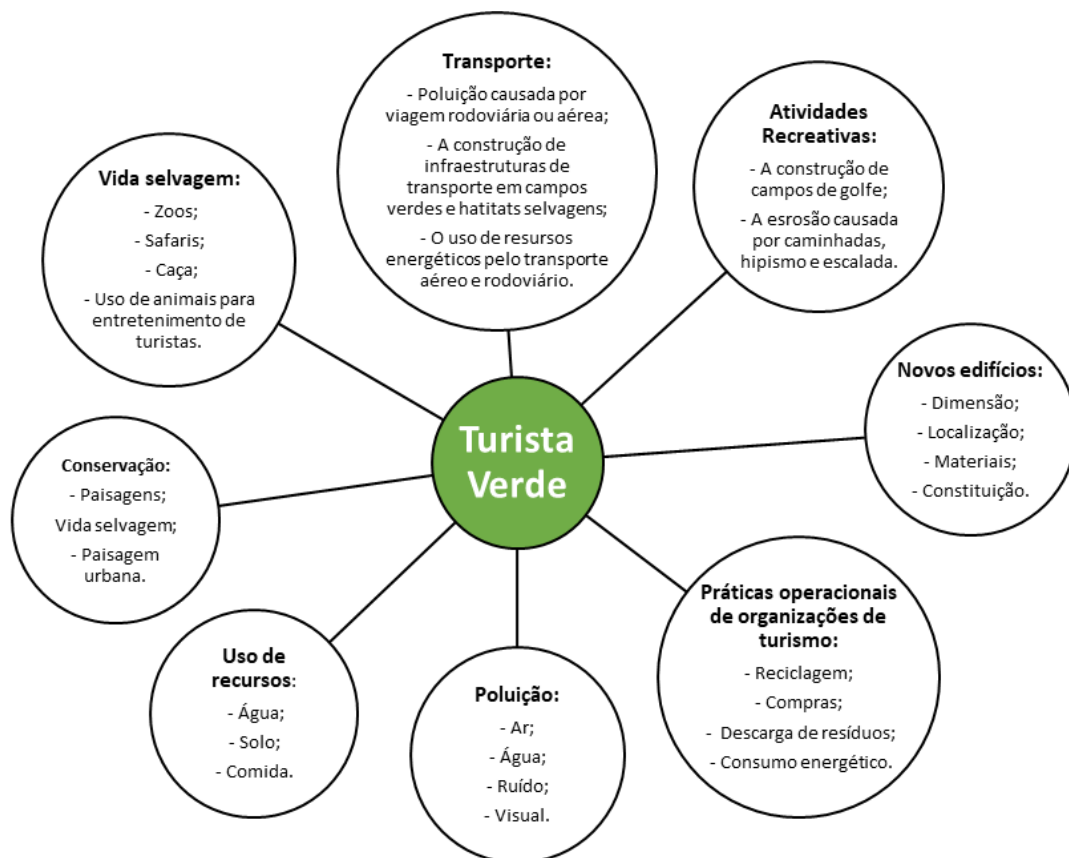 Transporte:
- Poluição causada por
viagem rodoviária ou aérea;
- A construção de
infraestruturas de
transporte em campos
verdes e hatitats selvagens;
- O uso de resursos
energéticos pelo transporte
aéreo e rodoviário.
Atividades
Recreativas:
- A construção de
campos de golfe;
- A esrosão causada
por caminhadas,
hipismo e escalada.
Vida selvagem:
- Zoos;
- Safaris;
- Caça;
- Uso de animais para
entretenimento de
turistas.
Novos edifícios:
- Dimensão;
- Localização;
- Materiais;
- Constituição.
Turista
Verde
Conservação:
- Paisagens;
Vida selvagem;
- Paisagem
urbana.
Práticas operacionais
de organizações de
turismo:
- Reciclagem;
- Compras;
- Descarga de resíduos;
- Consumo energético.
Uso de
recursos:
- Água;
- Solo;
- Comida.
Poluição:
- Ar;
- Água;
- Ruído;
- Visual.